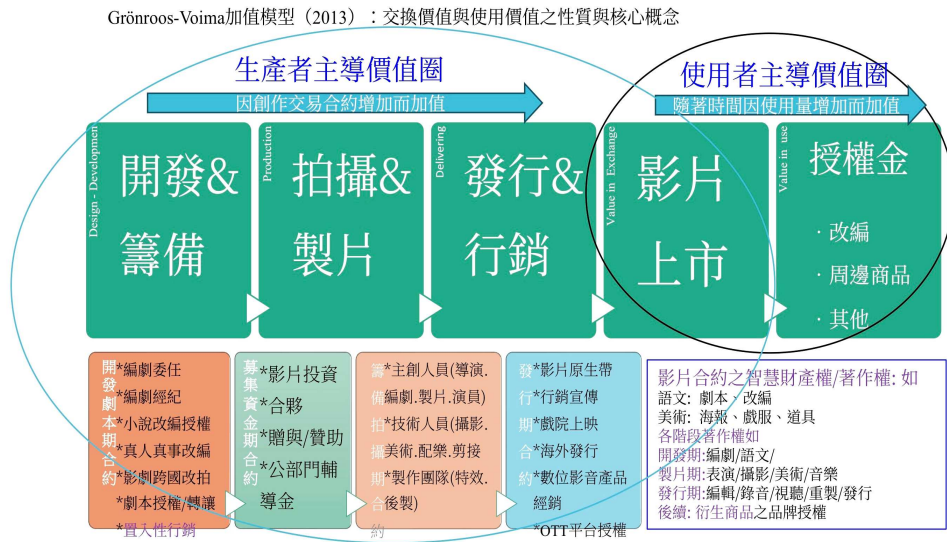 Grönroos-Voima加值模型（2013）：交換價值與使用價值之性質與核心概念
生產者主導價值圈
使用者主導價值圈
因創作交易合約增加而加值
隨著時間因使用量增加而加值
Design - Development
開發&
籌備
Production
拍攝&
製片
Delivering
發行&
行銷
Value in Exchange
影片
上市
Value in use
授權金
· 改編
· 周邊商品
· 其他
開發劇本期合約
*編劇委任
*編劇經紀
*小說改編授權
*真人真事改編
*影劇跨國改拍
*劇本授權/轉讓
*置入性行銷
募集資金期合約
*影片投資
*合夥
*贈與/贊助
*公部門輔
導金
籌備拍攝期合約
*主創人員(導演.
編劇.製片.演員)
*技術人員(攝影.
美術.配樂.剪接
*製作團隊(特效.
後製)
發行期合約
*影片原生帶
*行銷宣傳
*戲院上映
*海外發行
*數位影音產品
經銷
*OTT平台授權
影片合約之智慧財產權/著作權: 如
語文: 劇本、改編
美術: 海報、戲服、道具
各階段著作權如
開發期:編劇/語文/
製片期:表演/攝影/美術/音樂
發行期:編輯/錄音/視聽/重製/發行
後續: 衍生商品之品牌授權